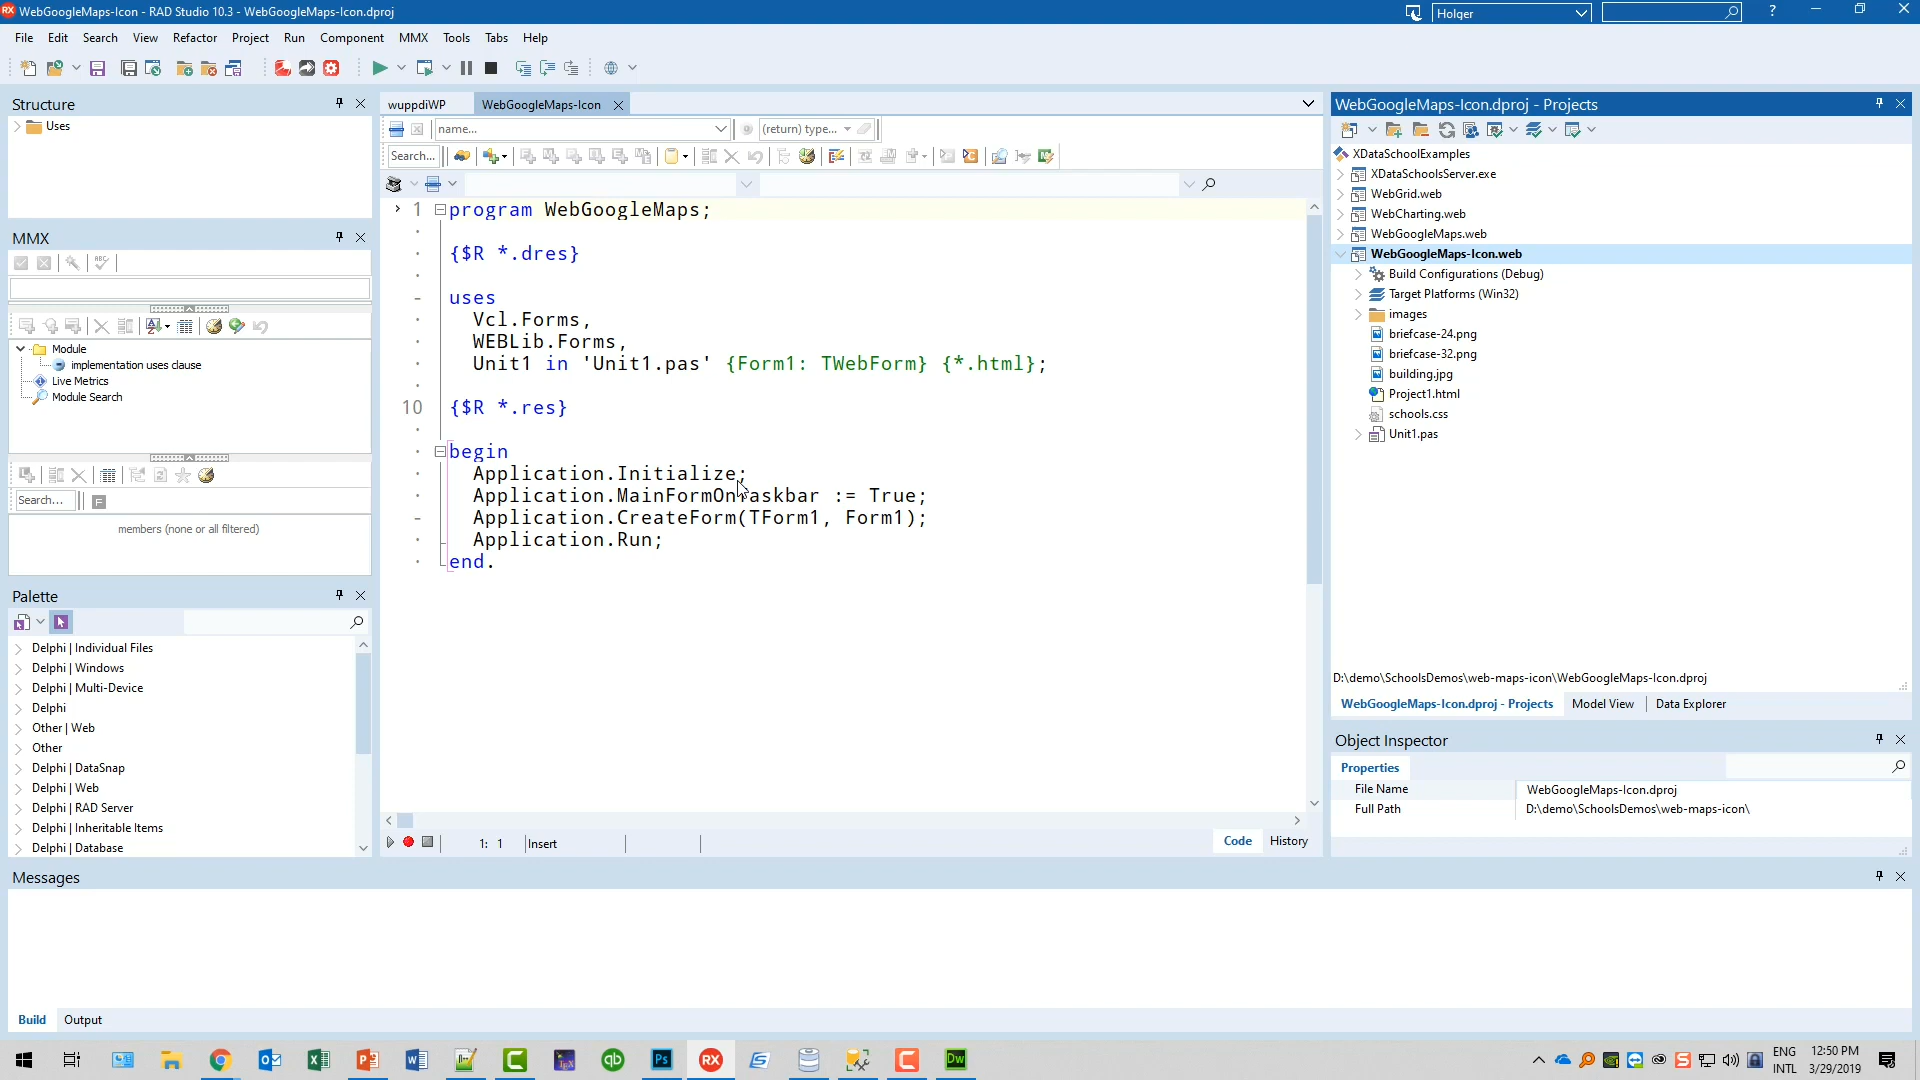 WebGoogleMaps-Icon - RAD Studio 10.3 - WebGoogleMaps-Icon.dproj
Holger
?
File Edit Search View Refactor Project Run Component MMX Tools Tabs Help
Structure
Uses
MMX
Module
implementation uses clause
Live Metrics
Module Search
Search...
F
members (none or all filtered)
Palette
Delphi | Individual Files
Delphi | Windows
Delphi | Multi-Device
Delphi
Other | Web
Other
Delphi | DataSnap
Delphi | Web
Delphi | RAD Server
Delphi | Inheritable Items
Delphi | Database
wuppdiWP WebGoogleMaps-Icon
name... (return) type...
Search...
1 program WebGoogleMaps;
{$R *.dres}
uses
Vcl.Forms,
WEBLib.Forms,
Unit1 in 'Unit1.pas' {Form1: TWebForm} {*.html};
10 {$R *.res}
begin
Application.Initialize;
Application.MainFormOnTaskbar := True;
Application.CreateForm(TForm1, Form1);
Application.Run;
end.
1: 1 Insert
Code History
WebGoogleMaps-Icon.dproj - Projects
XDataSchoolExamples
XDataSchoolsServer.exe
WebGrid.web
WebCharting.web
WebGoogleMaps.web
WebGoogleMaps-Icon.web
Build Configurations (Debug)
Target Platforms (Win32)
images
briefcase-24.png
briefcase-32.png
building.jpg
Project1.html
schools.css
Unit1.pas
D:\demo\SchoolsDemos\web-maps-icon\WebGoogleMaps-Icon.dproj
WebGoogleMaps-Icon.dproj - Projects Model View Data Explorer
Object Inspector
Properties
File Name WebGoogleMaps-Icon.dproj
Full Path D:\demo\SchoolsDemos\web-maps-icon\
Messages
Build Output
qb Ps RX Dw
ENG 12:50 PM
INTL 3/29/2019